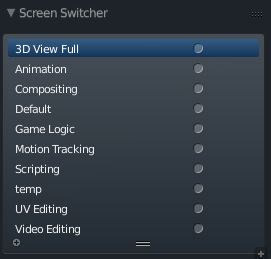 Screen Switcher
3D View Full
Animation
Compositing
Default
Game Logic
Motion Tracking
Scripting
temp
UV Editing
Video Editing